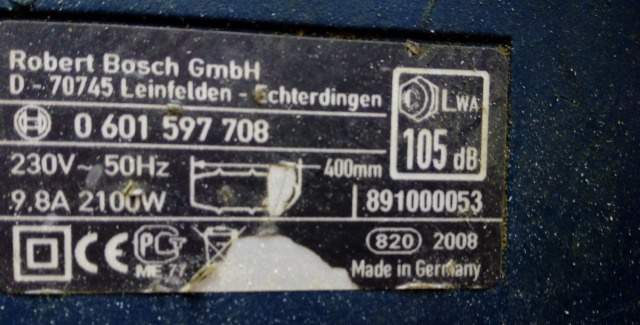 Robert Bosch GmbH
D - 70745 Leinfelden - Echterdingen
0 601 597 708
LWA
105 dB
230V~ 50Hz
400mm
9.8A 2100W
891000053
CE
PCT
ME 77
820 2008
Made in Germany